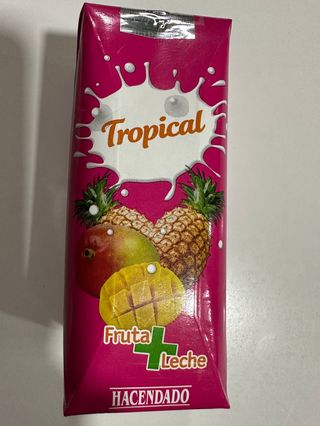 Tropical
Fruta
+
Leche
HACENDADO